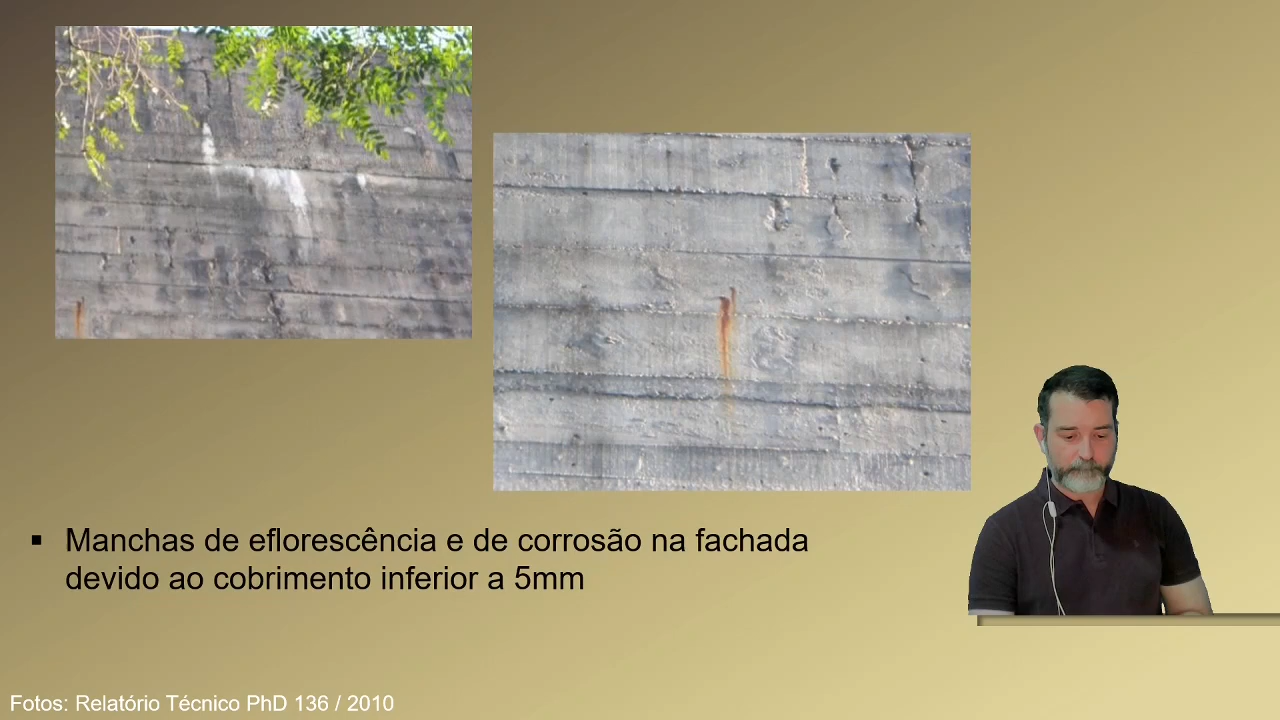 ▪ Manchas de eflorescência e de corrosão na fachada
devido ao cobrimento inferior a 5mm
Fotos: Relatório Técnico PhD 136 / 2010